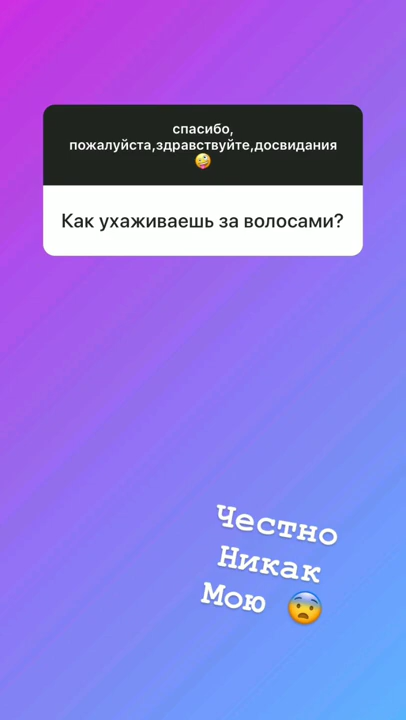 спасибо,
пожалуйста,здравствуйте,досвидания
🤪
Как ухаживаешь за волосами?
Честно
Никак
Мою 😨